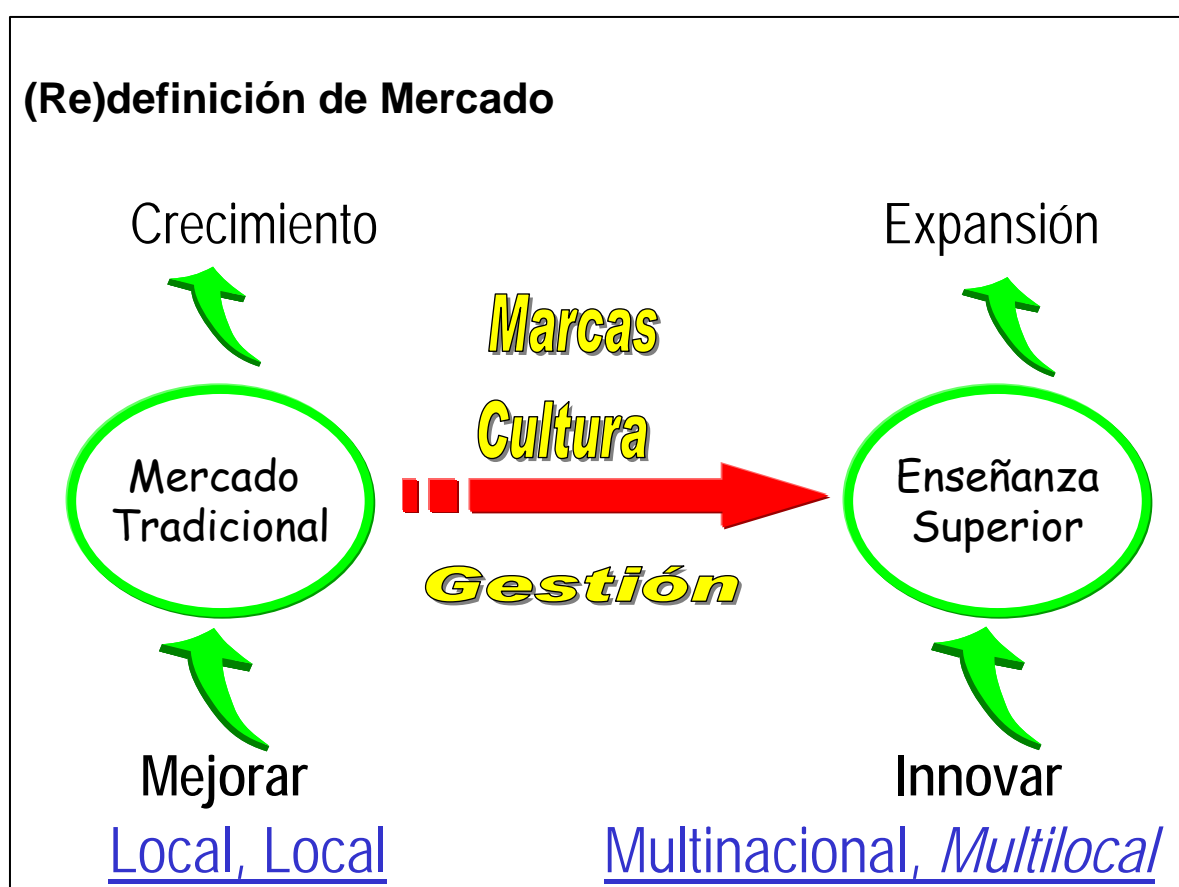 (Re)definición de Mercado
Crecimiento
Expansión
Marcas
Cultura
Mercado
Tradicional
Enseñanza
Superior
Gestión
Mejorar
Innovar
Local, Local
Multinacional, Multilocal